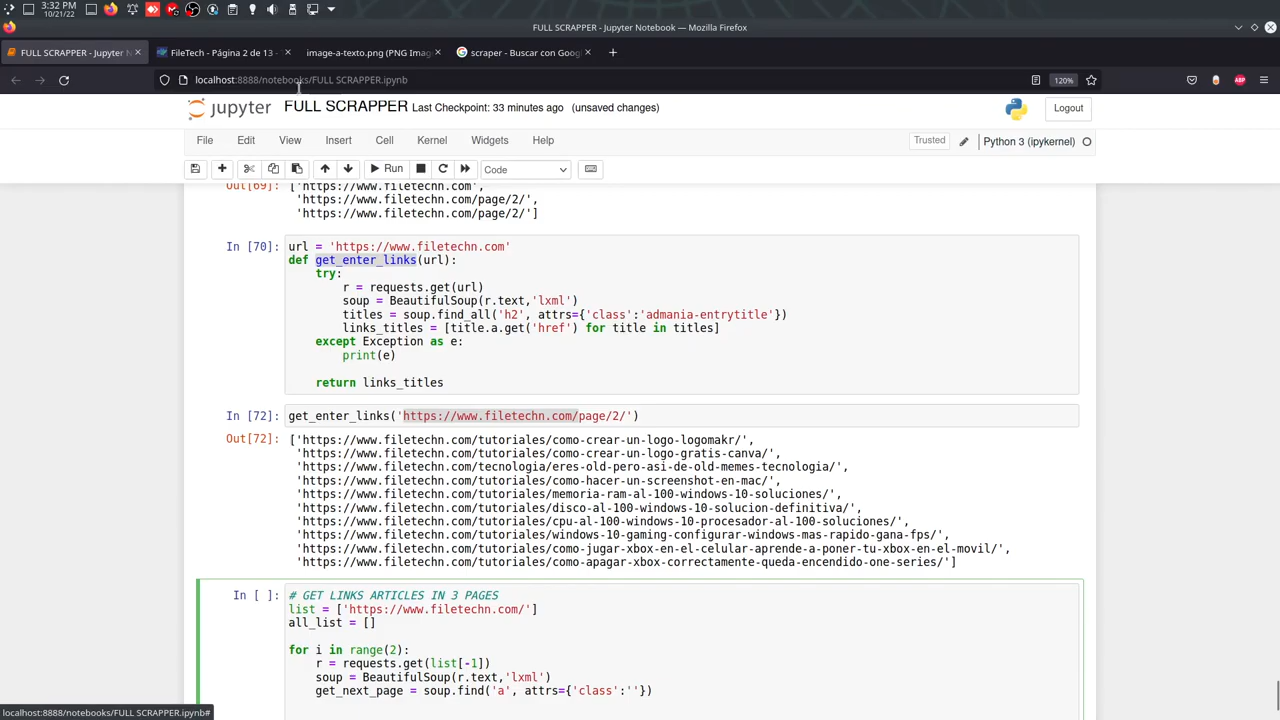 3:32 PM
10/21/22
FULL SCRAPPER - Jupyter Notebook — Mozilla Firefox
FULL SCRAPPER - Jupyter N
FileTech - Página 2 de 13 -
image-a-texto.png (PNG Imag
scraper - Buscar con Goog
localhost:8888/notebooks/FULL SCRAPPER.ipynb
120%
jupyter FULL SCRAPPER Last Checkpoint: 33 minutes ago (unsaved changes)
Logout
File Edit View Insert Cell Kernel Widgets Help
Trusted
Python 3 (ipykernel)
Run
Code
Out[69]: ['https://www.filetechn.com',
'https://www.filetechn.com/page/2/',
'https://www.filetechn.com/page/2/']
In [70]: url = 'https://www.filetechn.com'
def get_enter_links(url):
try:
r = requests.get(url)
soup = BeautifulSoup(r.text,'lxml')
titles = soup.find_all('h2', attrs={'class':'admania-entrytitle'})
links_titles = [title.a.get('href') for title in titles]
except Exception as e:
print(e)
return links_titles
In [72]: get_enter_links('https://www.filetechn.com/page/2/')
Out[72]: ['https://www.filetechn.com/tutoriales/como-crear-un-logo-logomakr/',
'https://www.filetechn.com/tutoriales/como-crear-un-logo-gratis-canva/',
'https://www.filetechn.com/tecnologia/eres-old-pero-asi-de-old-memes-tecnologia/',
'https://www.filetechn.com/tutoriales/como-hacer-un-screenshot-en-mac/',
'https://www.filetechn.com/tutoriales/memoria-ram-al-100-windows-10-soluciones/',
'https://www.filetechn.com/tutoriales/disco-al-100-windows-10-solucion-definitiva/',
'https://www.filetechn.com/tutoriales/cpu-al-100-windows-10-procesador-al-100-soluciones/',
'https://www.filetechn.com/tutoriales/windows-10-gaming-configurar-windows-mas-rapido-gana-fps/',
'https://www.filetechn.com/tutoriales/como-jugar-xbox-en-el-celular-aprende-a-poner-tu-xbox-en-el-movil/',
'https://www.filetechn.com/tutoriales/como-apagar-xbox-correctamente-queda-encendido-one-series/']
In [ ]: # GET LINKS ARTICLES IN 3 PAGES
list = ['https://www.filetechn.com/']
all_list = []
for i in range(2):
r = requests.get(list[-1])
soup = BeautifulSoup(r.text,'lxml')
get_next_page = soup.find('a', attrs={'class':''})
localhost:8888/notebooks/FULL SCRAPPER.ipynb#